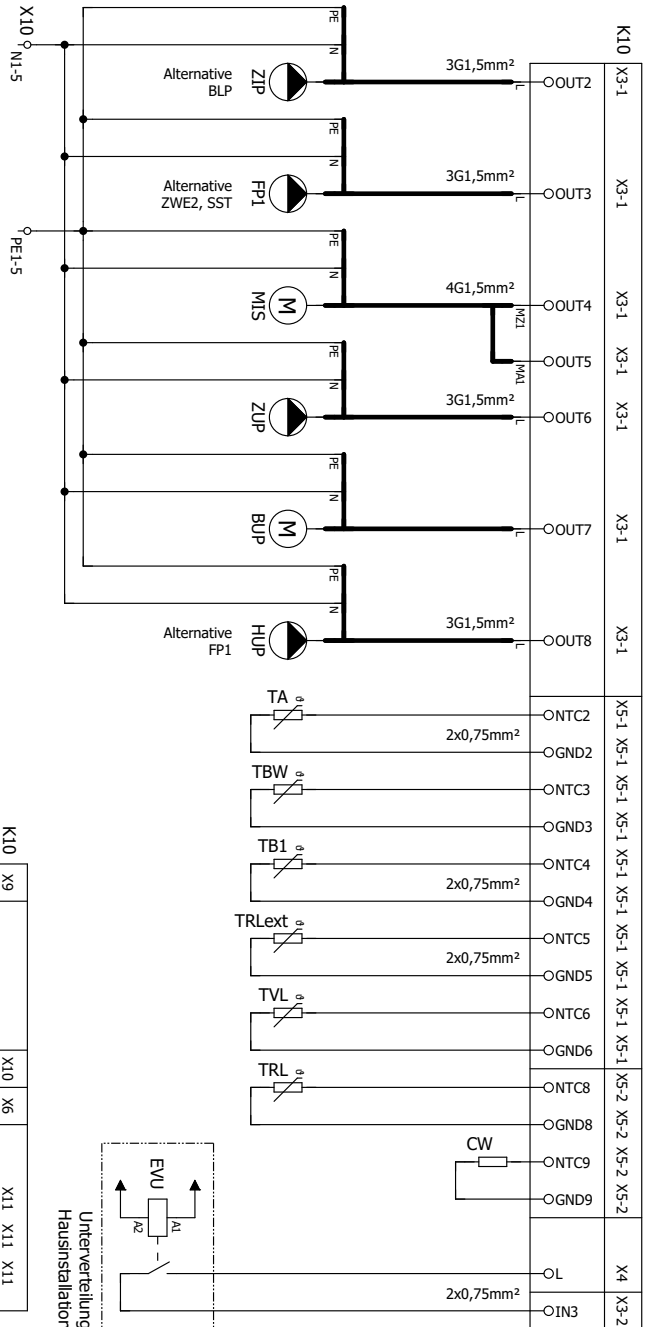 K10
X3-1
X3-1
X3-1
X3-1
X3-1
X3-1
X5-1 X5-1 X5-1 X5-1 X5-1 X5-1 X5-1 X5-1 X5-1 X5-1 X5-2 X5-2 X5-2 X5-2
X4
X3-2
OUT2
OUT3
OUT4
OUT5
OUT6
OUT7
OUT8
NTC2
GND2
NTC3
GND3
NTC4
GND4
NTC5
GND5
NTC6
GND6
NTC8
GND8
NTC9
GND9
L
IN3
3G1,5mm²
L
3G1,5mm²
L
4G1,5mm²
MZ1
MA1
3G1,5mm²
L
L
3G1,5mm²
L
PE
N
PE
N
PE
N
PE
N
PE
N
PE
N
ZIP
Alternative
BLP
FP1
Alternative
ZWE2, SST
M
MIS
ZUP
M
BUP
HUP
Alternative
FP1
X10
N1-5
PE1-5
TA
ϑ
2x0,75mm²
TBW
ϑ
TB1
ϑ
2x0,75mm²
TRLext
ϑ
2x0,75mm²
TVL
ϑ
TRL
ϑ
CW
2x0,75mm²
EVU
A1
A2
Unterverteilung
Hausinstallation
K10
X9
X10
X6
X11
X11
X11